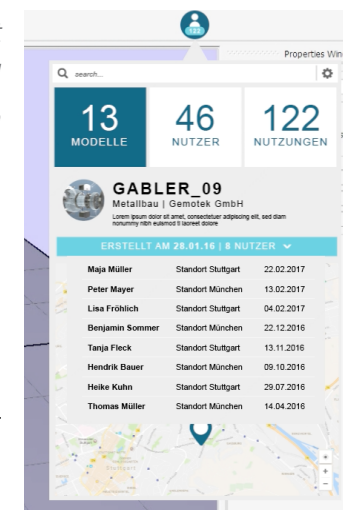 122
Properties Win
search...
13 46 122
MODELLE NUTZER NUTZUNGEN
GABLER_09
Metallbau | Gemotek GmbH
Lorem ipsum dolor sit amet, consectetuer adipiscing elit, sed diam
nonummy nibh euismod ti laoreet dolore
ERSTELLT AM 28.01.16 | 8 NUTZER
Maja Müller Standort Stuttgart 22.02.2017
Peter Mayer Standort München 13.02.2017
Lisa Fröhlich Standort Stuttgart 04.02.2017
Benjamin Sommer Standort München 22.12.2016
Tanja Fleck Standort Stuttgart 13.11.2016
Hendrik Bauer Standort München 09.10.2016
Heike Kuhn Standort Stuttgart 29.07.2016
Thomas Müller Standort München 14.04.2016
Stuttgart
+
-